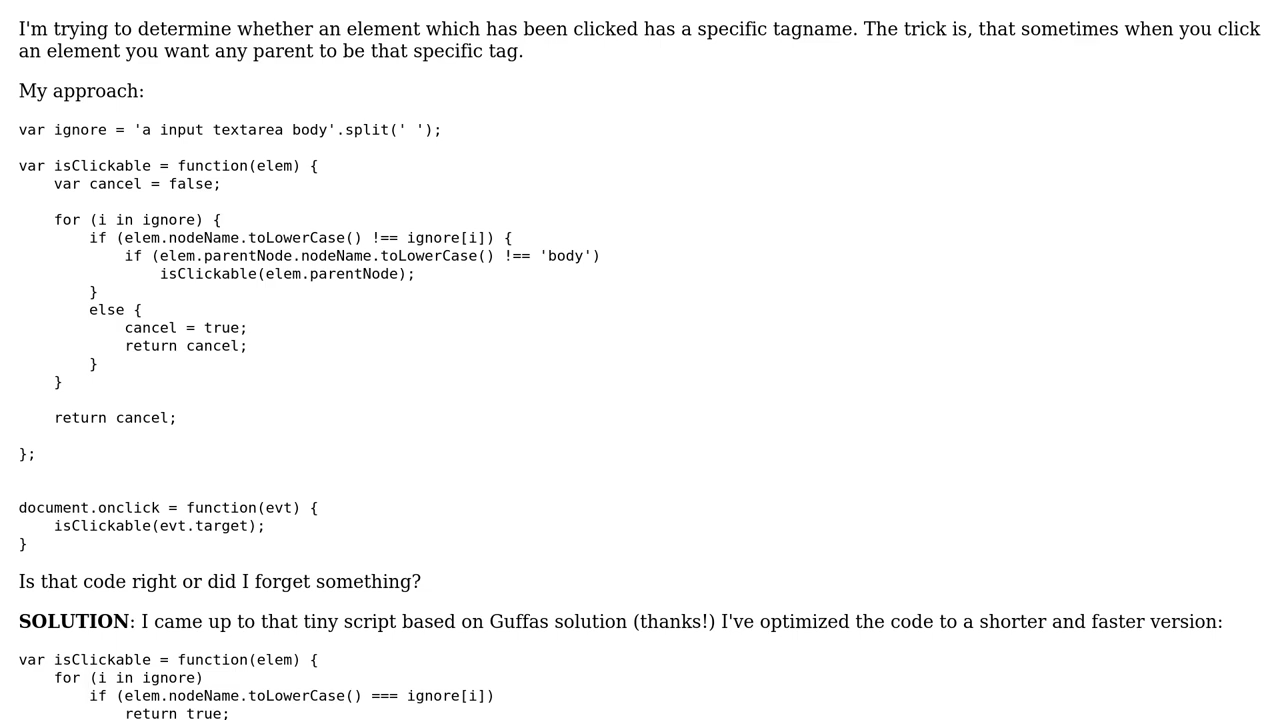 I'm trying to determine whether an element which has been clicked has a specific tagname. The trick is, that sometimes when you click
an element you want any parent to be that specific tag.
My approach:
var ignore = 'a input textarea body'.split(' ');
var isClickable = function(elem) {
    var cancel = false;
    for (i in ignore) {
        if (elem.nodeName.toLowerCase() !== ignore[i]) {
            if (elem.parentNode.nodeName.toLowerCase() !== 'body')
                isClickable(elem.parentNode);
        }
        else {
            cancel = true;
            return cancel;
        }
    }
    return cancel;
};
document.onclick = function(evt) {
    isClickable(evt.target);
}
Is that code right or did I forget something?
SOLUTION: I came up to that tiny script based on Guffas solution (thanks!) I've optimized the code to a shorter and faster version:
var isClickable = function(elem) {
    for (i in ignore)
        if (elem.nodeName.toLowerCase() === ignore[i])
            return true;